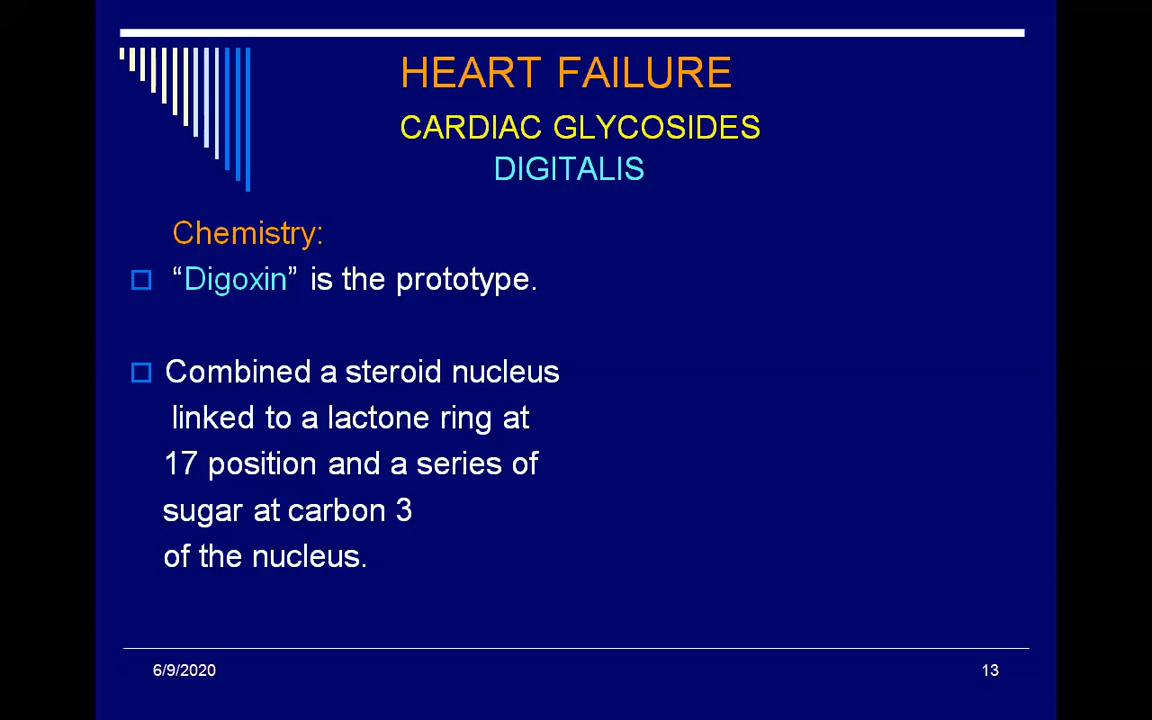 HEART FAILURE
CARDIAC GLYCOSIDES
DIGITALIS
Chemistry:
“Digoxin” is the prototype.
Combined a steroid nucleus
linked to a lactone ring at
17 position and a series of
sugar at carbon 3
of the nucleus.
6/9/2020
13